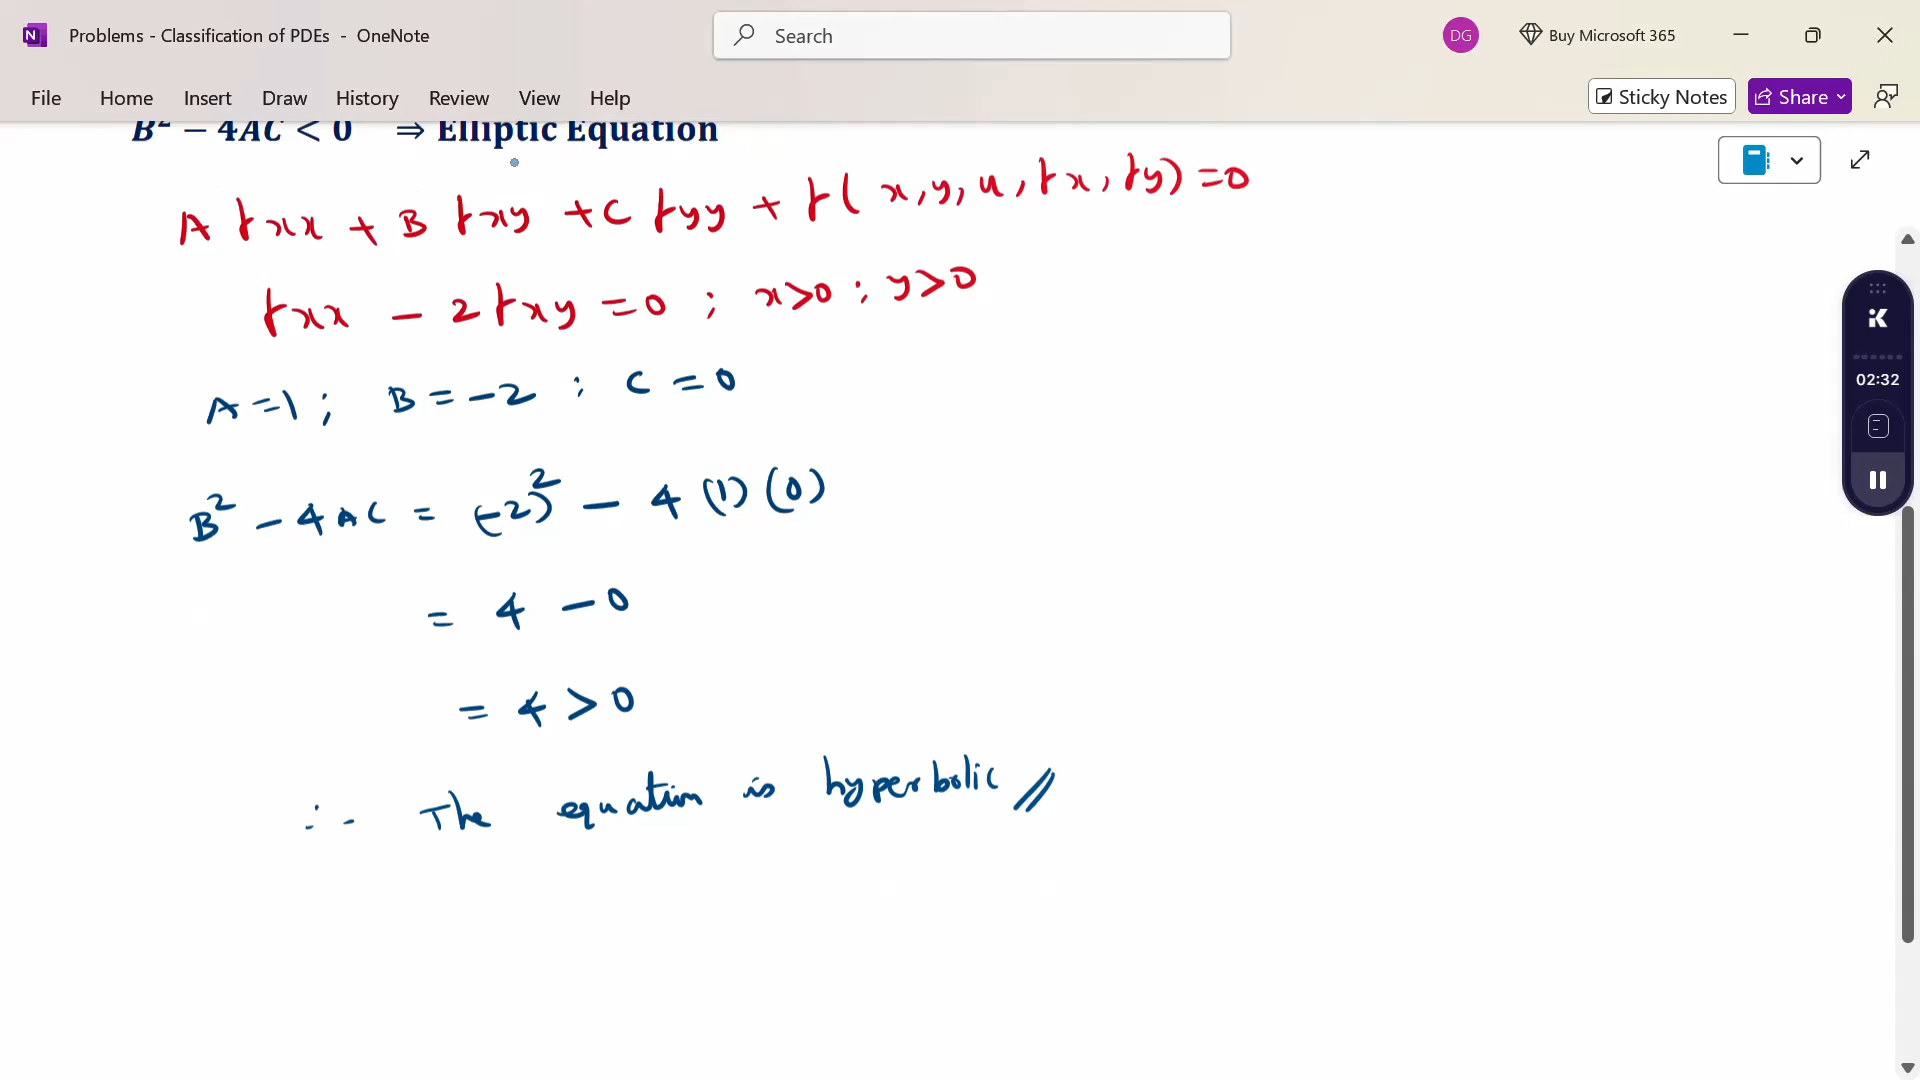 Problems - Classification of PDEs - OneNote
Search
DG
Buy Microsoft 365
File Home Insert Draw History Review View Help
Sticky Notes
Share
B² − 4AC < 0 ⇒ Elliptic Equation
A fxx + B fxy + C fyy + f( x, y, u, fx, fy) = 0
fxx − 2 fxy = 0 ; x>0 ; y>0
A = 1 ; B = −2 ; C = 0
B² − 4AC = (−2)² − 4 (1) (0)
= 4 − 0
= 4 > 0
∴ The equation is hyperbolic //
02:32